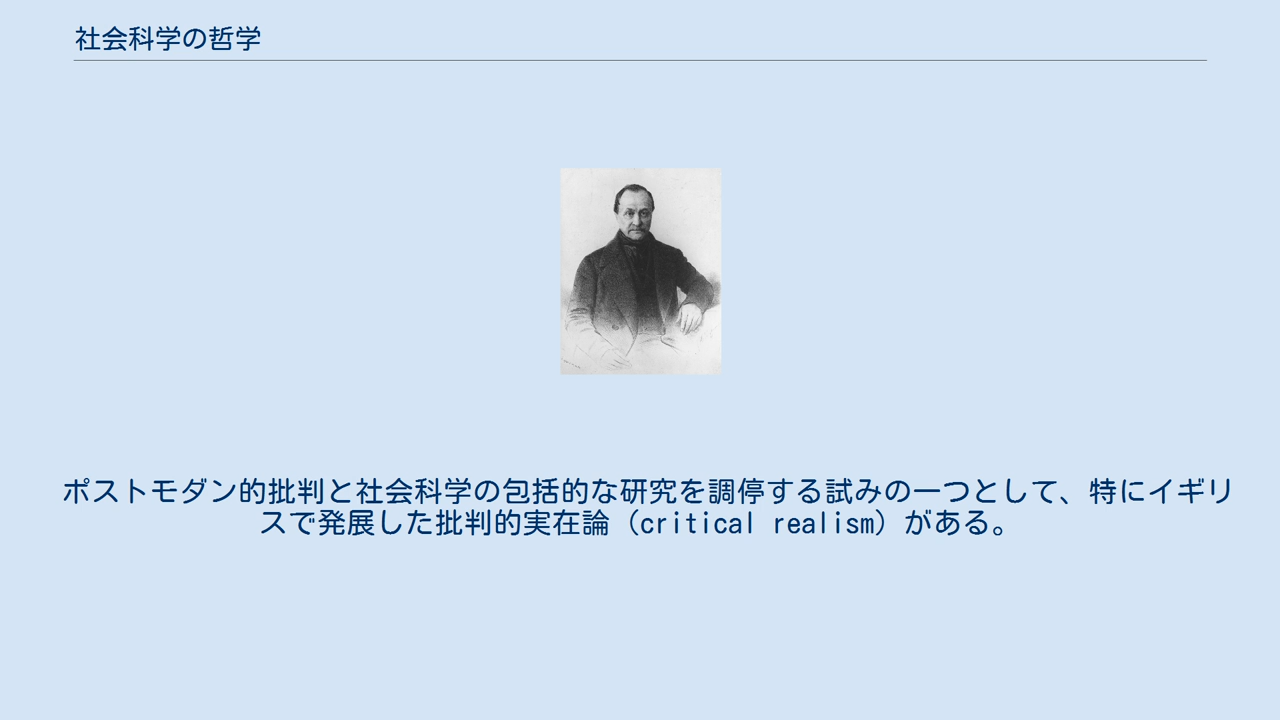 社会科学の哲学
ポストモダン的批判と社会科学の包括的な研究を調停する試みの一つとして、特にイギリ
スで発展した批判的実在論（critical realism）がある。